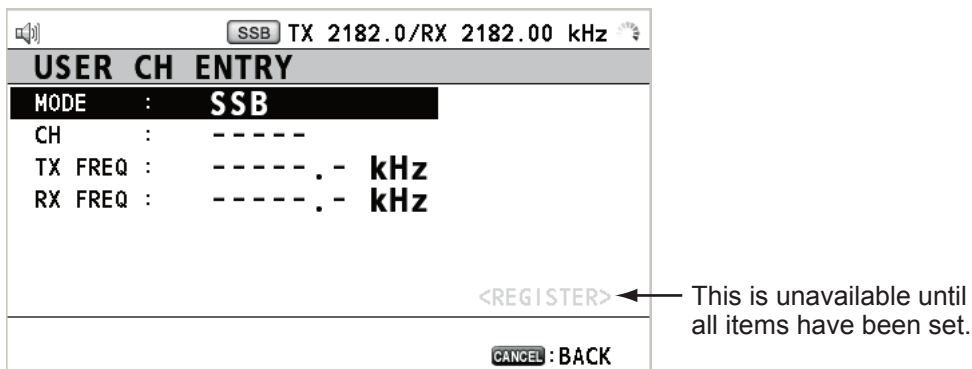 SSB TX 2182.0/RX 2182.00 kHz
USER CH ENTRY
MODE : SSB
CH : -----
TX FREQ : -----.- kHz
RX FREQ : -----.- kHz
<REGISTER>
This is unavailable until
all items have been set.
CANCEL : BACK